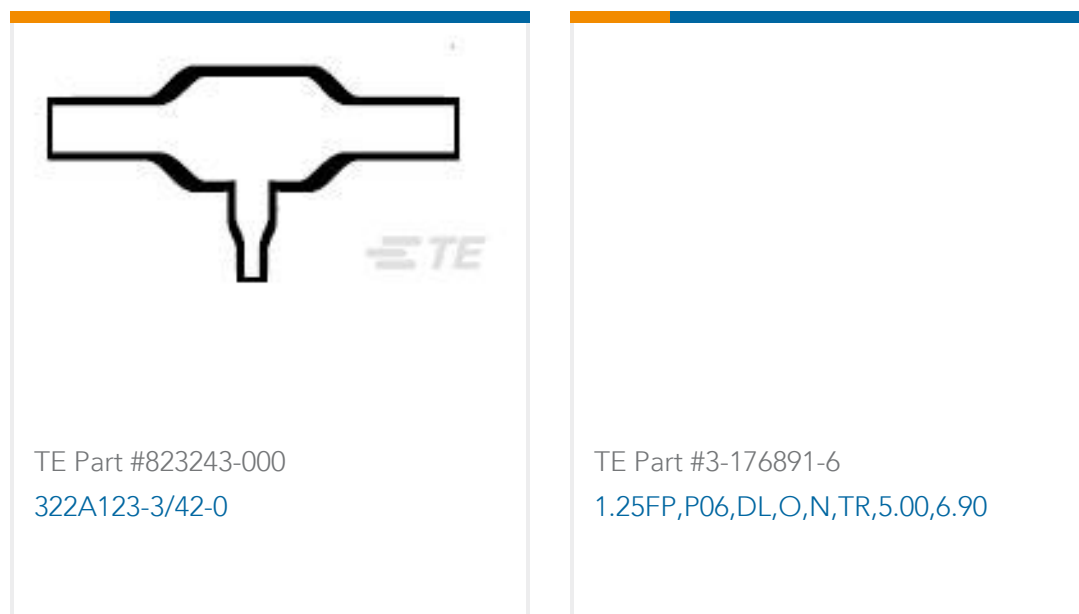 TE
TE Part #823243-000
322A123-3/42-0
TE Part #3-176891-6
1.25FP,P06,DL,O,N,TR,5.00,6.90